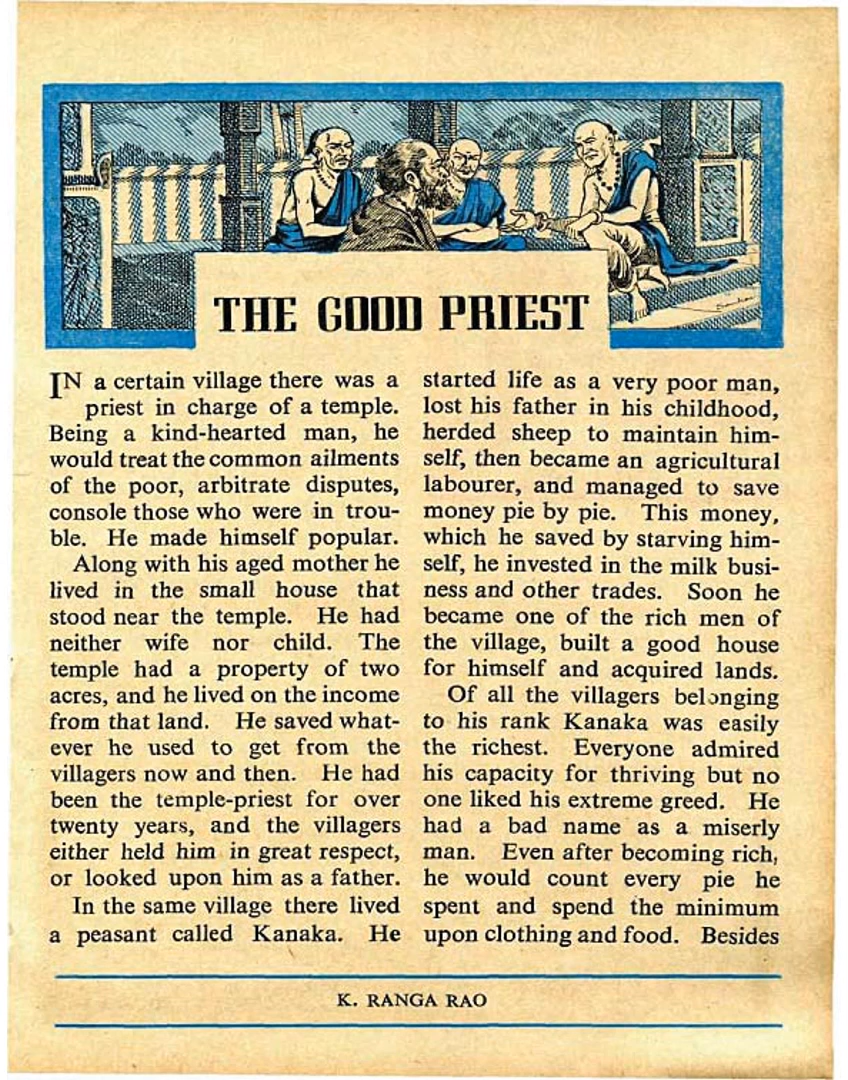 THE GOOD PRIEST
IN a certain village there was a
priest in charge of a temple.
Being a kind-hearted man, he
would treat the common ailments
of the poor, arbitrate disputes,
console those who were in trou-
ble. He made himself popular.
Along with his aged mother he
lived in the small house that
stood near the temple. He had
neither wife nor child. The
temple had a property of two
acres, and he lived on the income
from that land. He saved what-
ever he used to get from the
villagers now and then. He had
been the temple-priest for over
twenty years, and the villagers
either held him in great respect,
or looked upon him as a father.
In the same village there lived
a peasant called Kanaka. He
started life as a very poor man,
lost his father in his childhood,
herded sheep to maintain him-
self, then became an agricultural
labourer, and managed to save
money pie by pie. This money,
which he saved by starving him-
self, he invested in the milk busi-
ness and other trades. Soon he
became one of the rich men of
the village, built a good house
for himself and acquired lands.
Of all the villagers belonging
to his rank Kanaka was easily
the richest. Everyone admired
his capacity for thriving but no
one liked his extreme greed. He
had a bad name as a miserly
man. Even after becoming rich,
he would count every pie he
spent and spend the minimum
upon clothing and food. Besides
K. RANGA RAO